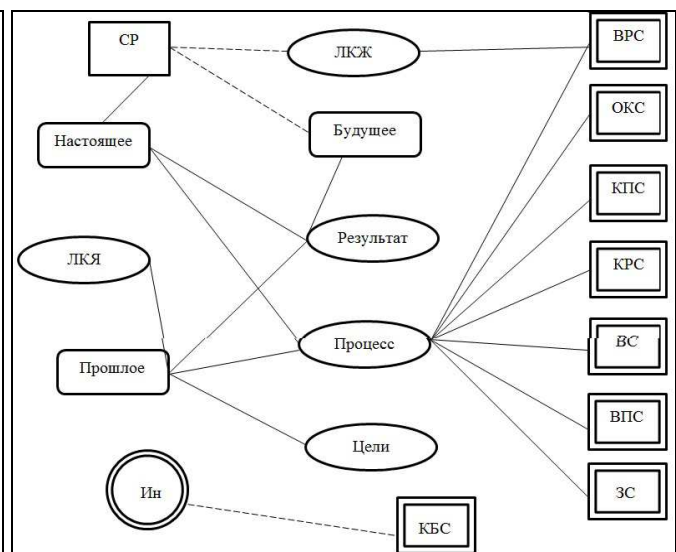 СР
ЛКЖ
ВРС
ОКС
Настоящее
Будущее
КПС
ЛКЯ
Результат
КРС
Прошлое
Процесс
ВС
Цели
ВПС
Ин
КБС
ЗС